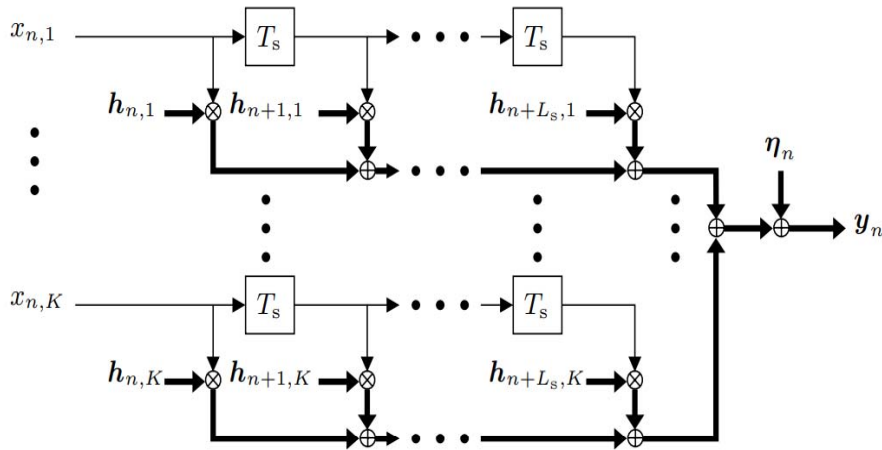 x_{n,1} T_s T_s
h_{n,1} h_{n+1,1} h_{n+L_s,1}
η_n
y_n
x_{n,K} T_s T_s
h_{n,K} h_{n+1,K} h_{n+L_s,K}